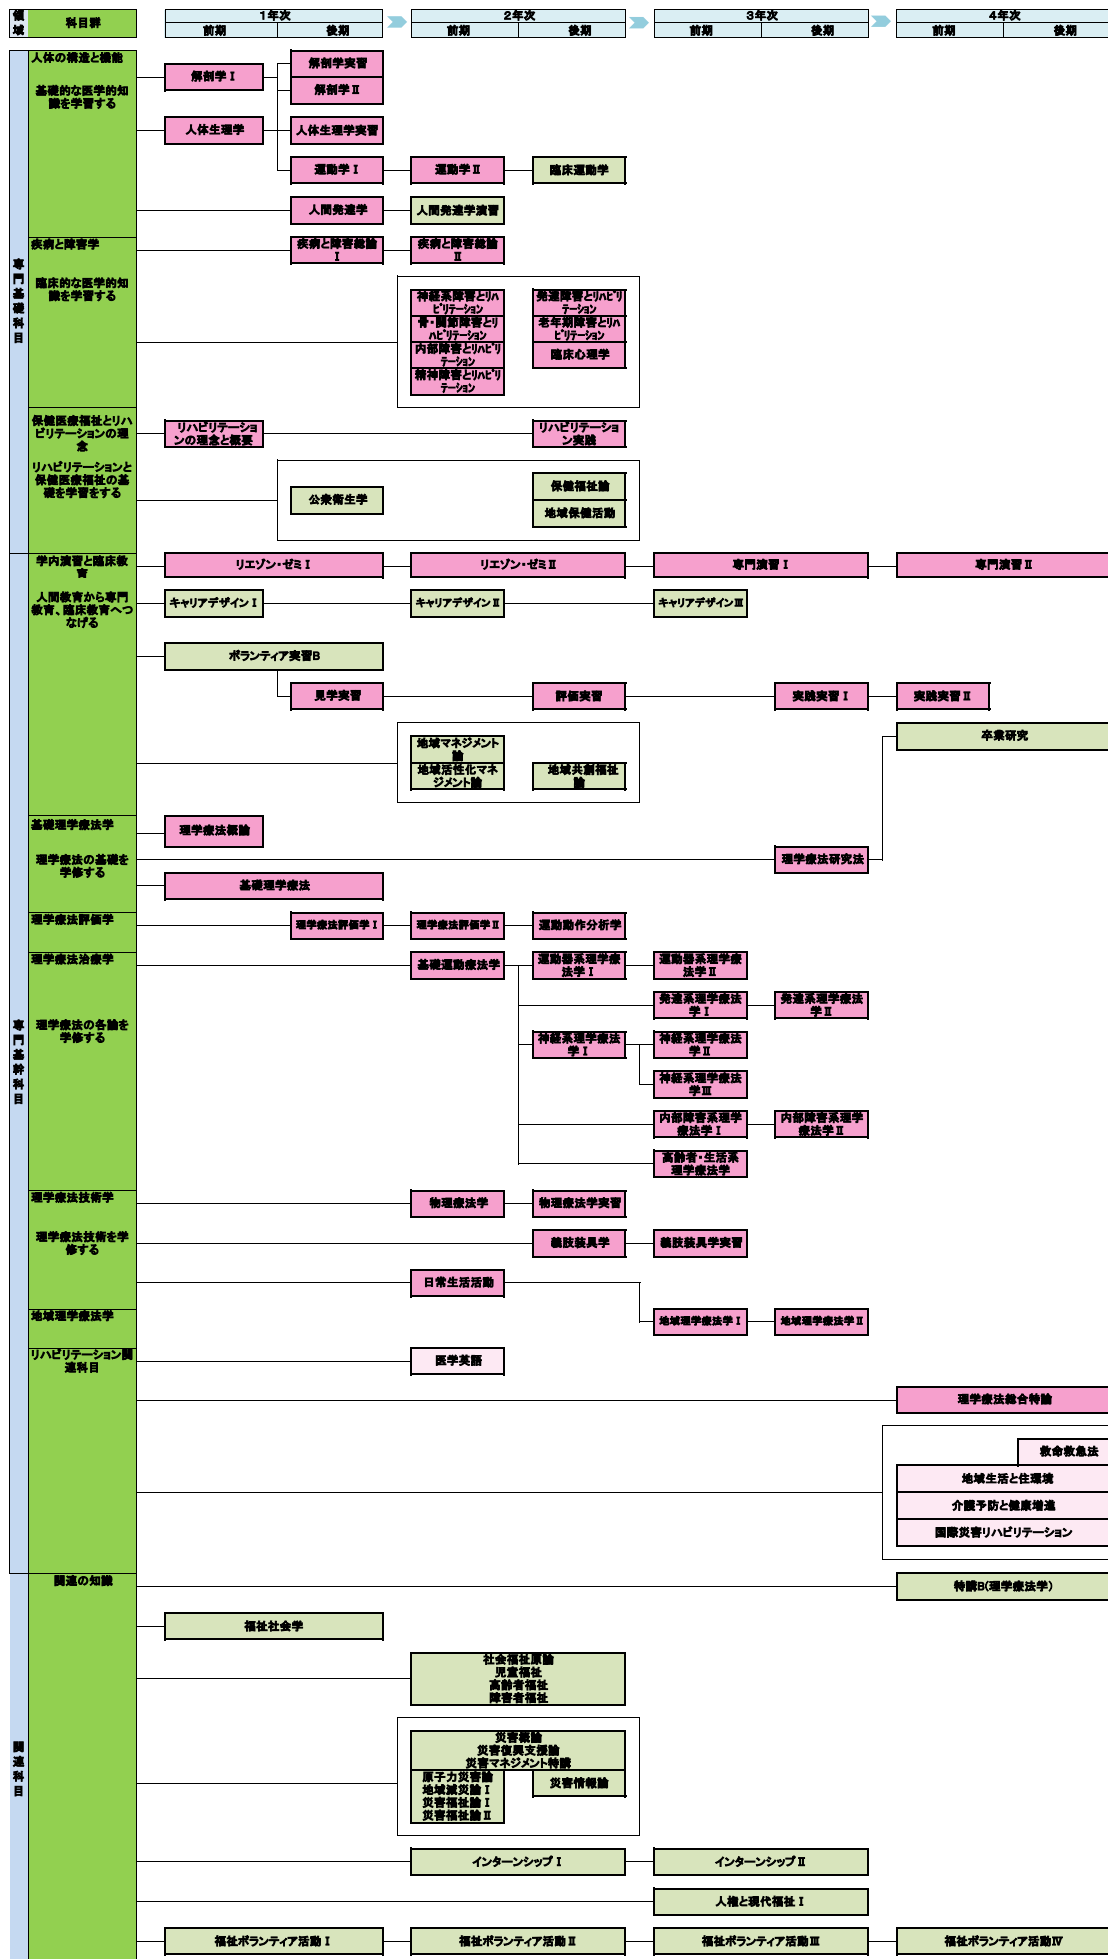 領域
科目群
1年次
2年次
3年次
4年次
前期
後期
前期
後期
前期
後期
前期
後期
専門基礎科目
人体の構造と機能
基礎的な医学的知
識を学習する
解剖学Ⅰ
解剖学実習
解剖学Ⅱ
人体生理学
人体生理学実習
運動学Ⅰ
運動学Ⅱ
臨床運動学
人間発達学
人間発達学演習
疾病と障害学
臨床的な医学的知
識を学習する
疾病と障害総論
Ⅰ
疾病と障害総論
Ⅱ
神経系障害とリハ
ビリテーション
骨・関節障害とリ
ハビリテーション
内部障害とリハビリ
テーション
精神障害とリハビリ
テーション
発達障害とリハビリ
テーション
老年期障害とリハ
ビリテーション
臨床心理学
保健医療福祉とリハ
ビリテーションの理
念
リハビリテーションと
保健医療福祉の基
礎を学習をする
リハビリテーショ
ンの理念と概要
リハビリテーショ
ン実践
公衆衛生学
保健福祉論
地域保健活動
専門基幹科目
学内演習と臨床教
育
人間教育から専門
教育、臨床教育へつ
なげる
リエゾン・ゼミⅠ
リエゾン・ゼミⅡ
専門演習Ⅰ
専門演習Ⅱ
キャリアデザインⅠ
キャリアデザインⅡ
キャリアデザインⅢ
ボランティア実習B
見学実習
評価実習
実践実習Ⅰ
実践実習Ⅱ
地域マネジメント
論
地域活性化マネ
ジメント論
地域共創福祉
論
卒業研究
基礎理学療法学
理学療法の基礎を
学修する
理学療法概論
理学療法研究法
基礎理学療法
理学療法評価学
理学療法評価学Ⅰ
理学療法評価学Ⅱ
運動動作分析学
理学療法治療学
理学療法の各論を
学修する
基礎運動療法学
運動器系理学療
法学Ⅰ
運動器系理学療
法学Ⅱ
発達系理学療法
学Ⅰ
発達系理学療法
学Ⅱ
神経系理学療法
学Ⅰ
神経系理学療法
学Ⅱ
神経系理学療法
学Ⅲ
内部障害系理学
療法学Ⅰ
内部障害系理学
療法学Ⅱ
高齢者・生活系
理学療法学
理学療法技術学
理学療法技術を学
修する
物理療法学
物理療法学実習
義肢装具学
義肢装具学実習
日常生活活動
地域理学療法学
地域理学療法学Ⅰ
地域理学療法学Ⅱ
リハビリテーション関
連科目
医学英語
理学療法総合特論
救命救急法
地域生活と住環境
介護予防と健康増進
国際災害リハビリテーション
関連科目
関連の知識
特講B(理学療法学)
福祉社会学
社会福祉原論
児童福祉
高齢者福祉
障害者福祉
災害概論
災害復興支援論
災害マネジメント特講
原子力災害論
地域減災論Ⅰ
災害福祉論Ⅰ
災害福祉論Ⅱ
災害情報論
インターンシップⅠ
インターンシップⅡ
人権と現代福祉Ⅰ
福祉ボランティア活動Ⅰ
福祉ボランティア活動Ⅱ
福祉ボランティア活動Ⅲ
福祉ボランティア活動Ⅳ